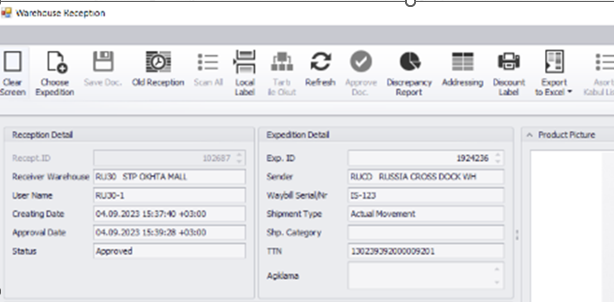 Warehouse Reception
Clear Screen
Choose Expedition
Save Doc.
Old Reception
Scan All
Local Label
Tartı ile Okut
Refresh
Approve Doc.
Discrepancy Report
Addressing
Discount Label
Export to Excel
Asort Kabul Lis
Reception Detail
Recept.ID 102687
Receiver Warehouse RU30 STP OKHTA MALL
User Name RU30-1
Creating Date 04.09.2023 15:37:40 +03:00
Approval Date 04.09.2023 15:39:28 +03:00
Status Approved
Expedition Detail
Exp. ID 1924236
Sender RUCD RUSSIA CROSS DOCK WH
Waybill Serial/Nr IS-123
Shipment Type Actual Movement
Shp. Category
TTN 130239392000009201
Açıklama
Product Picture